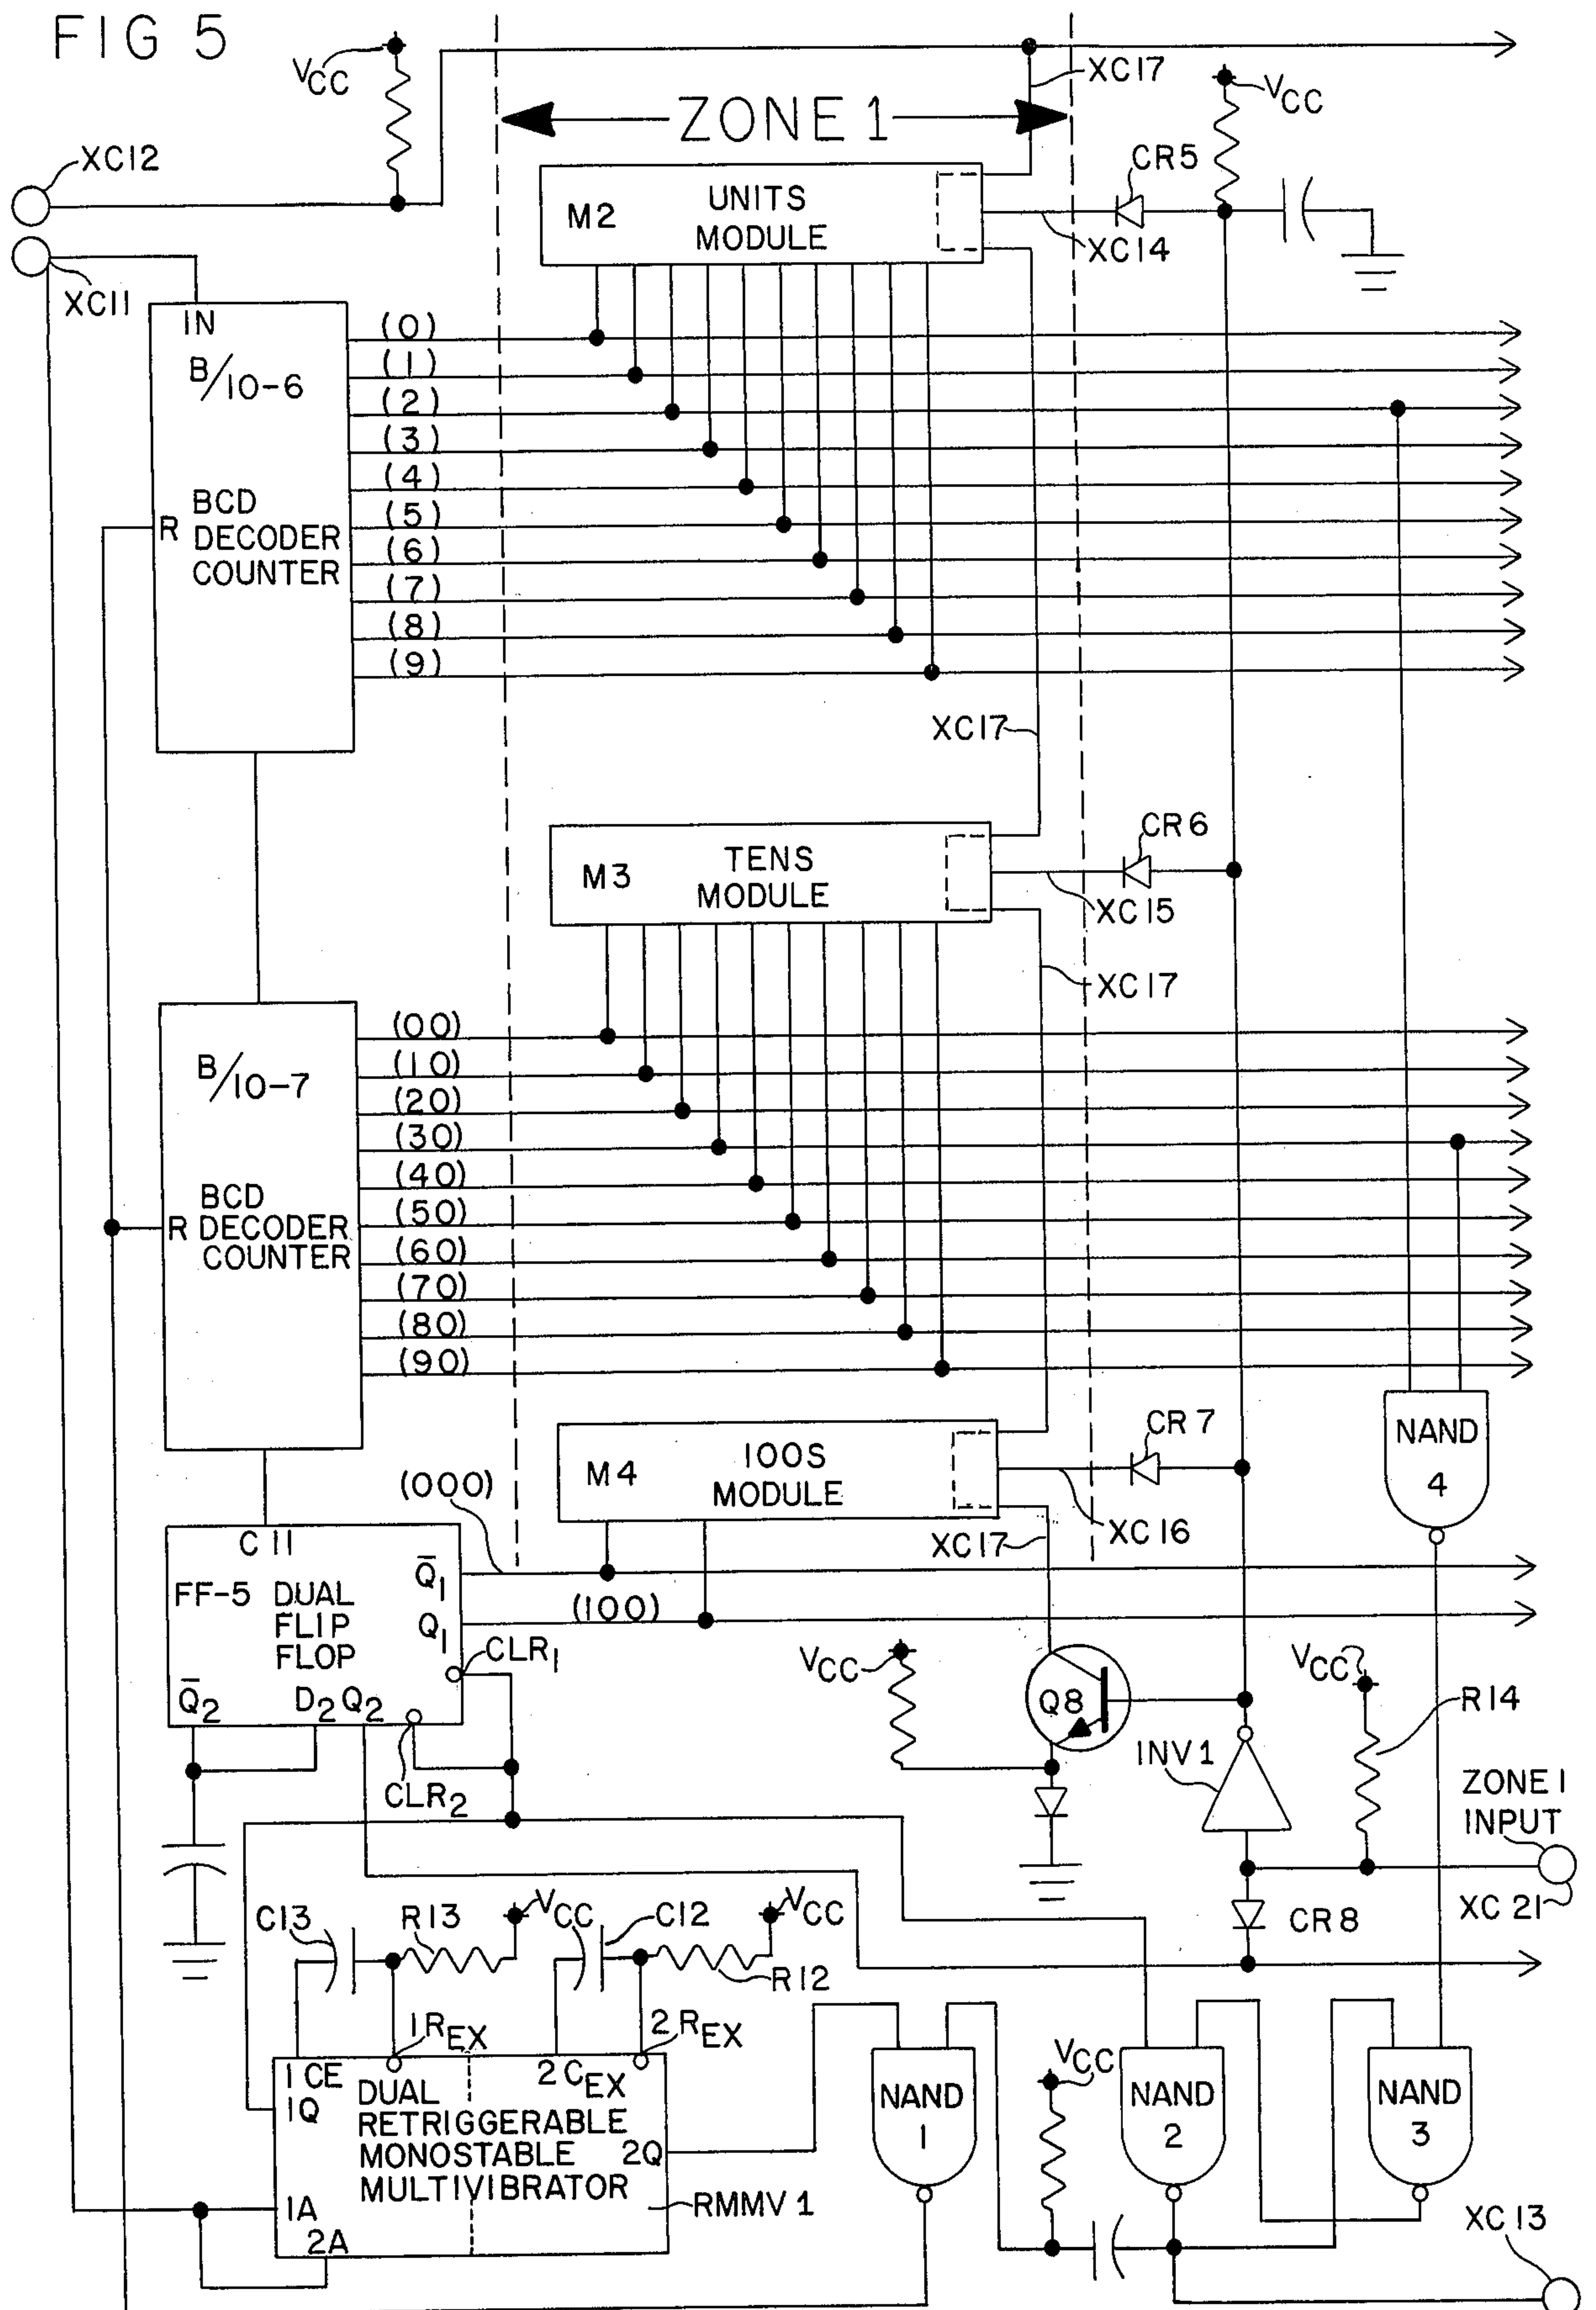 FIG 5
VCC
XC17
VCC
ZONE 1
XC12
CR5
M2
UNITS
MODULE
XC14
XC11
IN
(0)
B/10-6
(1)
(2)
(3)
(4)
BCD
R
DECODER
(5)
COUNTER
(6)
(7)
(8)
(9)
XC17
CR6
M3
TENS
MODULE
XC15
XC17
(00)
B/10-7
(10)
(20)
(30)
(40)
BCD
R DECODER
(50)
COUNTER
(60)
(70)
(80)
(90)
CR7
NAND
4
M4
100S
MODULE
(000)
XC16
XC17
C11
Q̅1
FF-5 DUAL
FLIP
FLOP
Q1
(100)
CLR1
VCC
VCC
Q̅2
D2 Q2
Q8
R14
INV1
CLR2
ZONE 1
INPUT
C13
R13
VCC
C12
VCC
CR8
XC21
R12
1REX
2REX
VCC
1CE
2CEX
1Q
DUAL
RETRIGGERABLE
MONOSTABLE
MULTIVIBRATOR
2Q
NAND
1
NAND
2
NAND
3
RMMV1
1A
2A
XC13